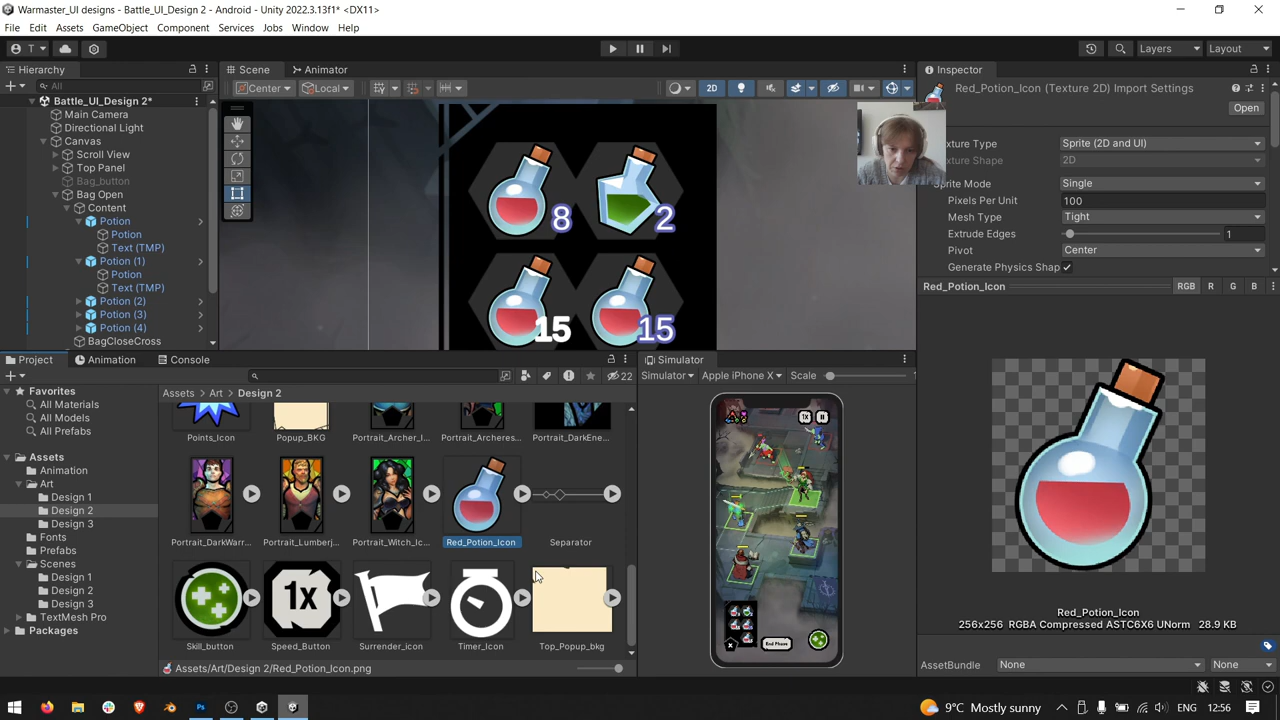 Warmaster_UI designs - Battle_UI_Design 2 - Android - Unity 2022.3.13f1* <DX11>
File Edit Assets GameObject Component Services Jobs Window Help
T Layers Layout
Hierarchy Scene Animator Inspector
All Center Local 2D
Battle_UI_Design 2*
Main Camera
Directional Light
Canvas
Scroll View
Top Panel
Bag_button
Bag Open
Content
Potion
Potion
Text (TMP)
Potion (1)
Potion
Text (TMP)
Potion (2)
Potion (3)
Potion (4)
BagCloseCross
8 2
15 15
Red_Potion_Icon (Texture 2D) Import Settings
Open
Texture Type Sprite (2D and UI)
Texture Shape 2D
Sprite Mode Single
Pixels Per Unit 100
Mesh Type Tight
Extrude Edges 1
Pivot Center
Generate Physics Shap
Red_Potion_Icon RGB R G B
Red_Potion_Icon
256x256 RGBA Compressed ASTC6X6 UNorm 28.9 KB
AssetBundle None None
Project Animation Console
22
Favorites
All Materials
All Models
All Prefabs
Assets
Animation
Art
Design 1
Design 2
Design 3
Fonts
Prefabs
Scenes
Design 1
Design 2
Design 3
TextMesh Pro
Packages
Assets Art Design 2
Points_Icon Popup_BKG Portrait_Archer_I... Portrait_Archeres... Portrait_DarkEne...
Portrait_DarkWarr... Portrait_Lumberj... Portrait_Witch_Ic... Red_Potion_Icon Separator
1x
Skill_button Speed_Button Surrender_icon Timer_Icon Top_Popup_bkg
Assets/Art/Design 2/Red_Potion_Icon.png
Simulator
Simulator Apple iPhone X Scale 1
1X
End Phase
Ps 9°C Mostly sunny ENG 12:56